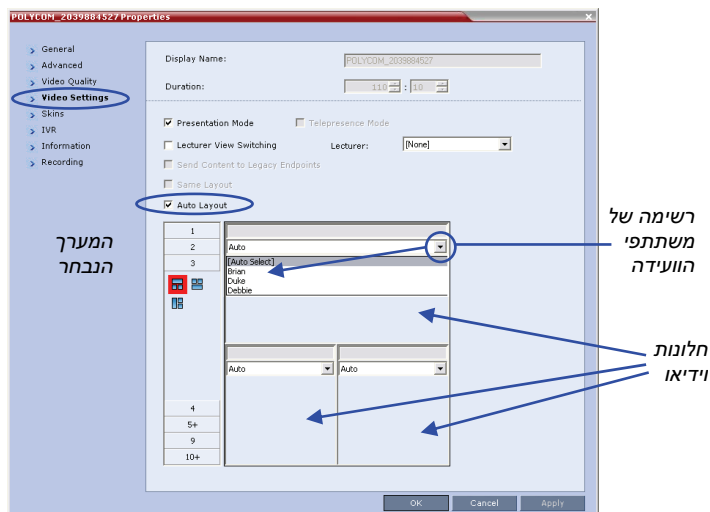 POLYCOM_2039884527 Properties
General
Advanced
Video Quality
Video Settings
Skins
IVR
Information
Recording
Display Name:
POLYCOM_2039884527
Duration:
110 : 10
Presentation Mode
Telepresence Mode
Lecturer View Switching
Lecturer:
[None]
Send Content to Legacy Endpoints
Same Layout
Auto Layout
1
2
3
4
5+
9
10+
Auto
[Auto Select]
Brian
Duke
Debbie
Auto
Auto
OK
Cancel
Apply
המערך
הנבחר
רשימה של
משתתפי
הוועידה
חלונות
וידיאו